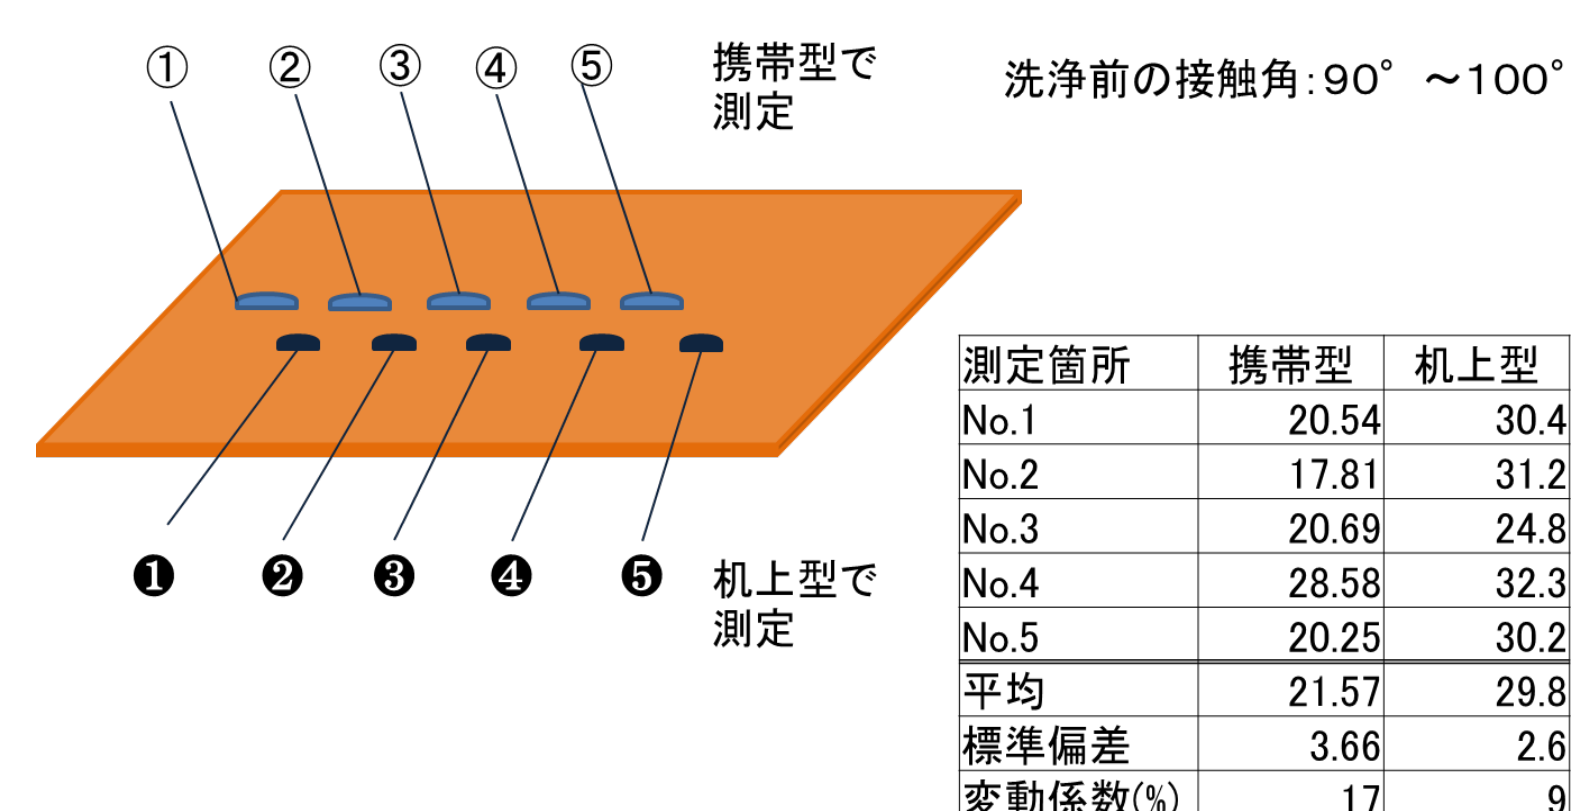 ① ② ③ ④ ⑤
携帯型で
測定
洗浄前の接触角:90°~100°
❶ ❷ ❸ ❹ ❺
机上型で
測定
測定箇所 携帯型 机上型
No.1 20.54 30.4
No.2 17.81 31.2
No.3 20.69 24.8
No.4 28.58 32.3
No.5 20.25 30.2
平均 21.57 29.8
標準偏差 3.66 2.6
変動係数(%) 17 9